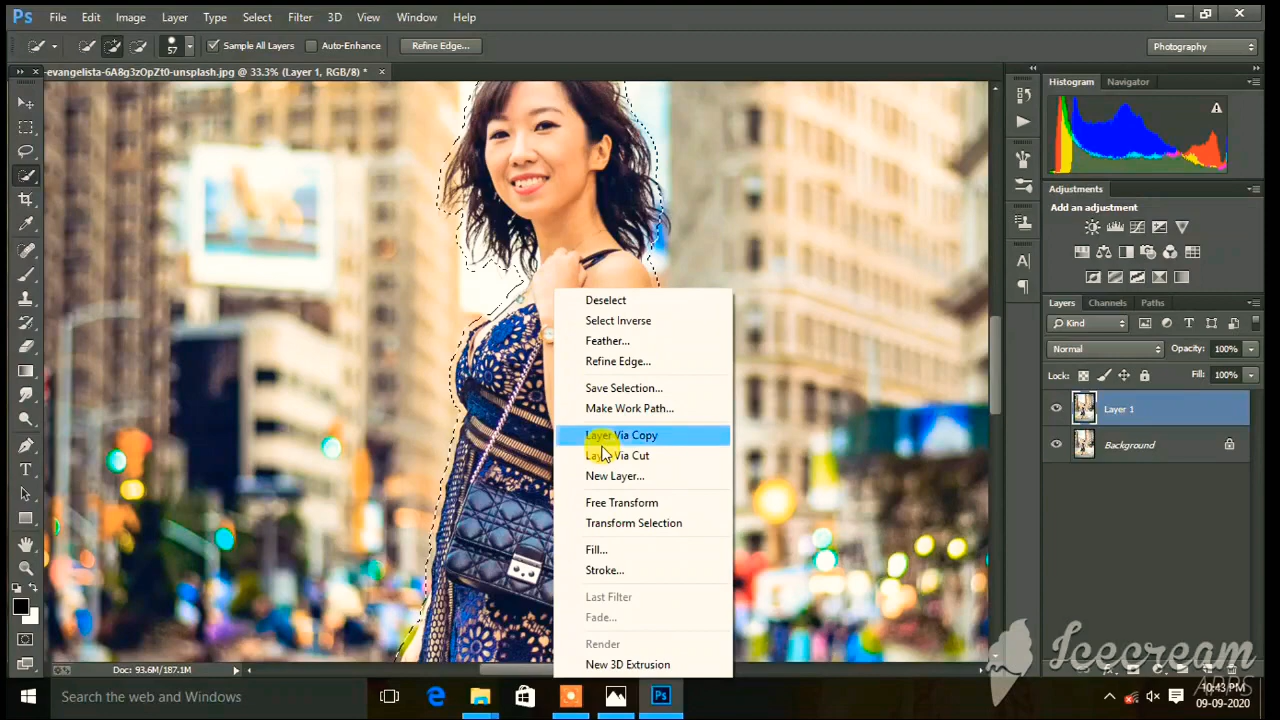 Ps File Edit Image Layer Type Select Filter 3D View Window Help
57 Sample All Layers Auto-Enhance Refine Edge... Photography
-evangelista-6A8g3zOpZt0-unsplash.jpg @ 33.3% (Layer 1, RGB/8) *
Histogram Navigator
Adjustments
Add an adjustment
Layers Channels Paths
Kind
Normal Opacity: 100%
Lock: Fill: 100%
Layer 1
Background
Deselect
Select Inverse
Feather...
Refine Edge...
Save Selection...
Make Work Path...
Layer Via Copy
Layer Via Cut
New Layer...
Free Transform
Transform Selection
Fill...
Stroke...
Last Filter
Fade...
Render
New 3D Extrusion
Doc: 93.6M/187.1M
Icecream
APPS
Search the web and Windows
Ps
10:43 PM
09-09-2020